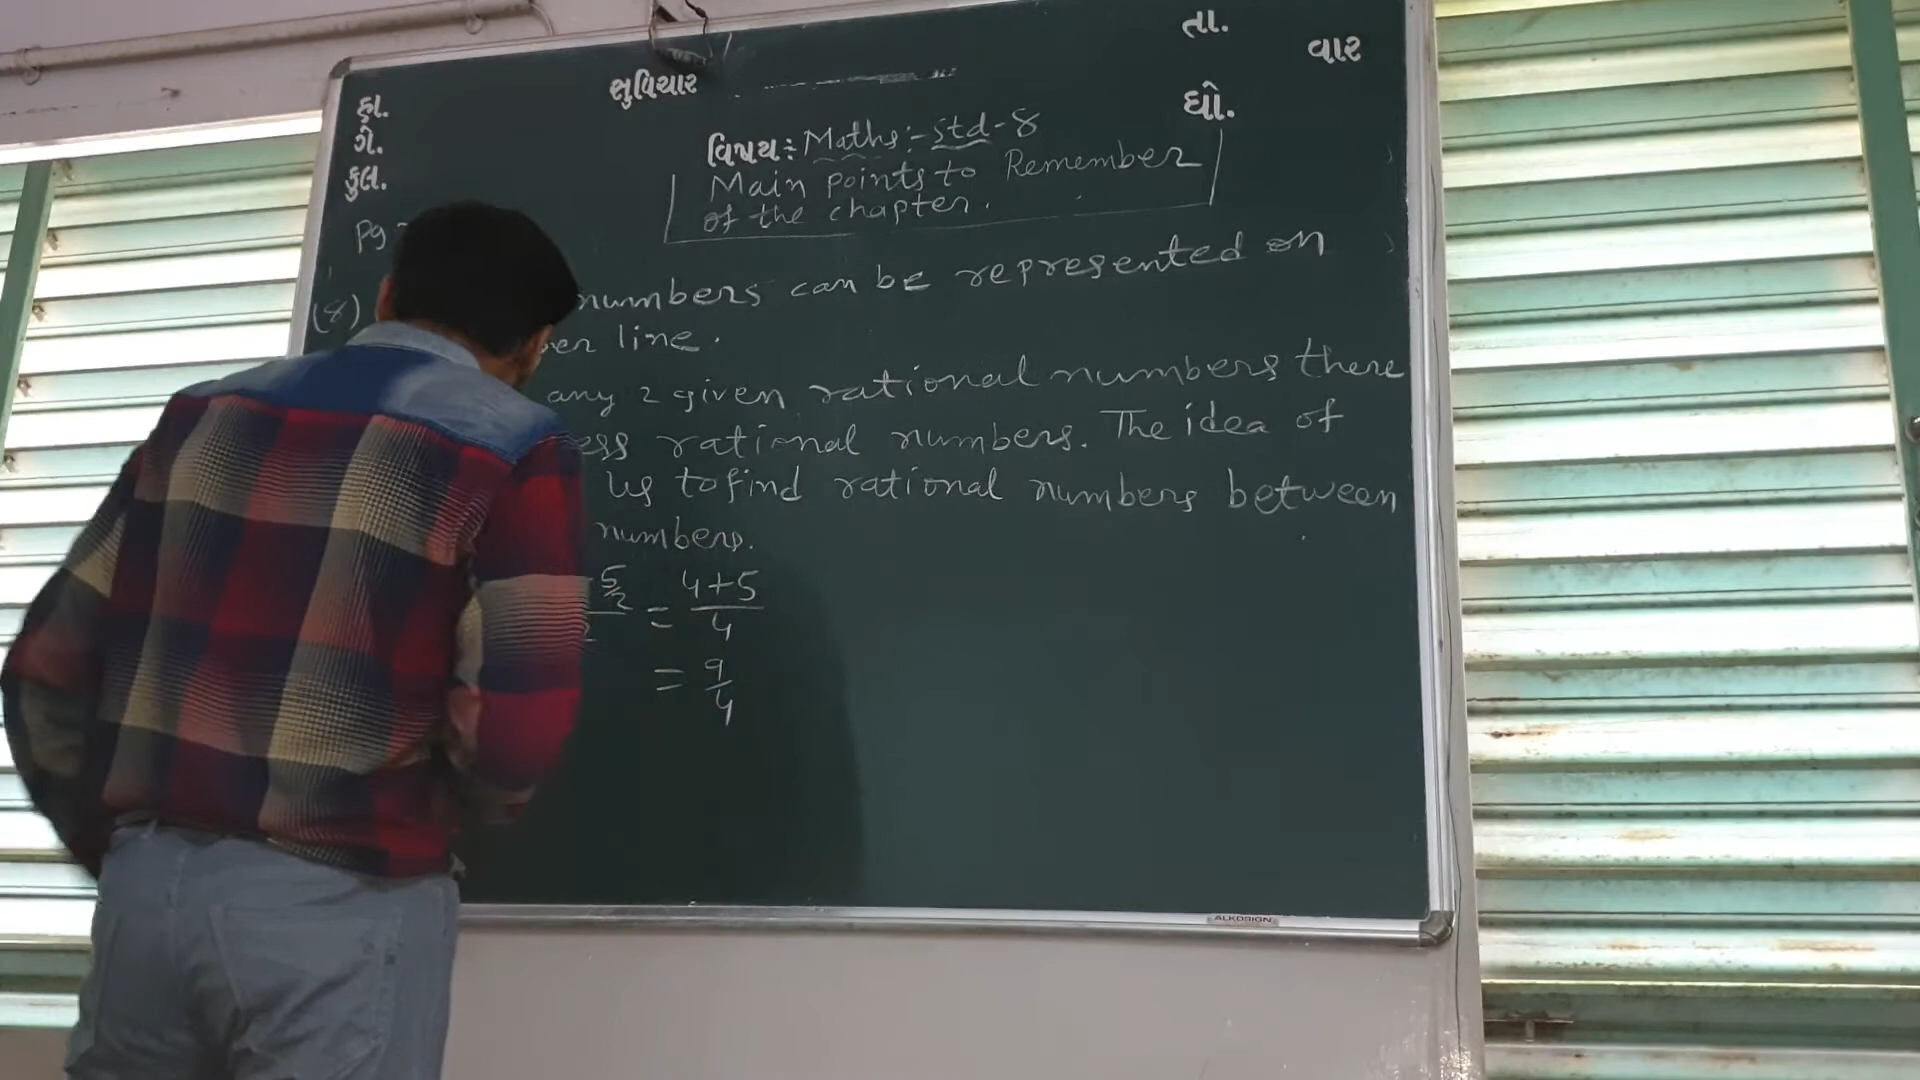 તા.
વાર
હા.
સુવિચાર
ઘો.
ગે.
કુલ.
વિષય: Maths:- Std-8
Main points to Remember
of the chapter.
Pg -
(8) numbers can be represented on
line.
any 2 given rational numbers there
rational numbers. The idea of
us to find rational numbers between
numbers.
5/2 = 4+5/4
= 9/4
ALKOSIGN